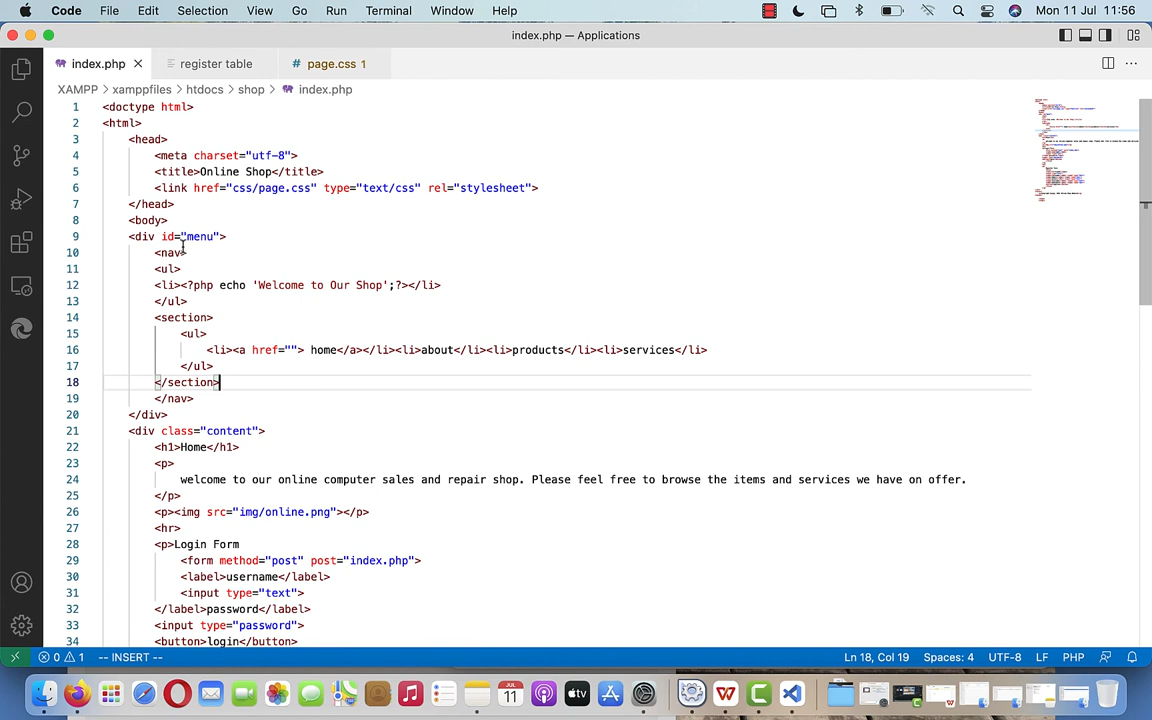 Code File Edit Selection View Go Run Terminal Window Help Mon 11 Jul 11:56
index.php — Applications
index.php register table page.css 1
XAMPP > xamppfiles > htdocs > shop > index.php
1 <doctype html>
2 <html>
3 <head>
4 <meta charset="utf-8">
5 <title>Online Shop</title>
6 <link href="css/page.css" type="text/css" rel="stylesheet">
7 </head>
8 <body>
9 <div id="menu">
10 <nav>
11 <ul>
12 <li><?php echo 'Welcome to Our Shop';?></li>
13 </ul>
14 <section>
15 <ul>
16 <li><a href=""> home</a></li><li>about</li><li>products</li><li>services</li>
17 </ul>
18 </section>
19 </nav>
20 </div>
21 <div class="content">
22 <h1>Home</h1>
23 <p>
24 welcome to our online computer sales and repair shop. Please feel free to browse the items and services we have on offer.
25 </p>
26 <p><img src="img/online.png"></p>
27 <hr>
28 <p>Login Form
29 <form method="post" post="index.php">
30 <label>username</label>
31 <input type="text">
32 </label>password</label>
33 <input type="password">
34 <button>login</button>
0 1 -- INSERT -- Ln 18, Col 19 Spaces: 4 UTF-8 LF PHP
JUL
11
tv